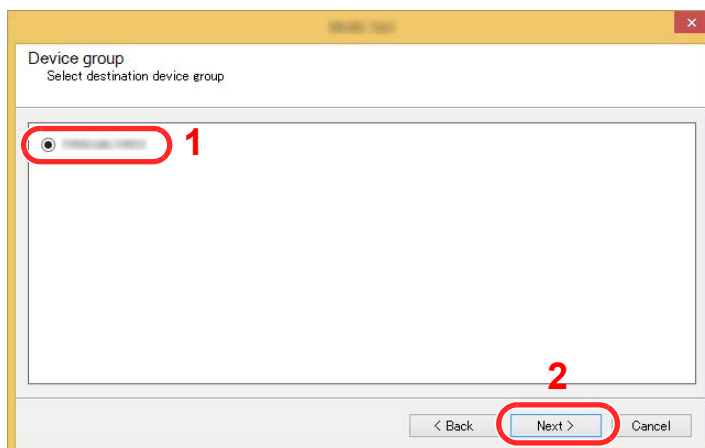 Device group
Select destination device group
1
2
< Back
Next >
Cancel